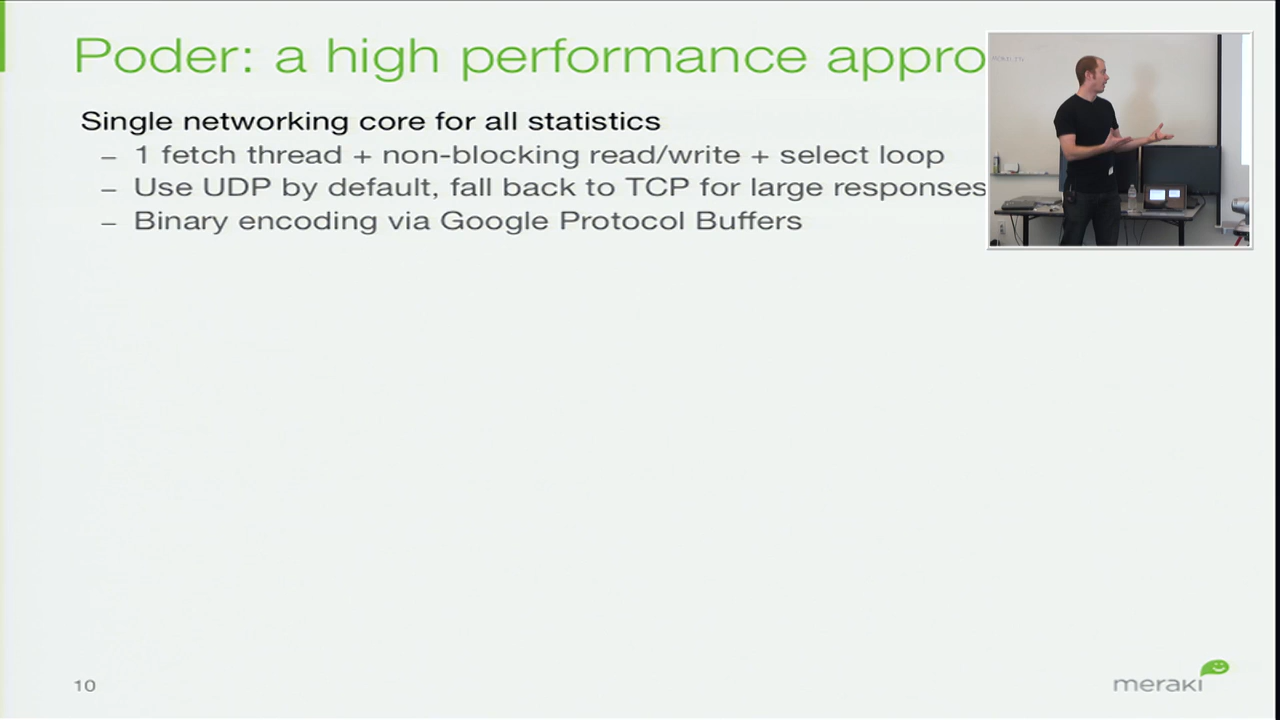 Poder: a high performance appro
Single networking core for all statistics
– 1 fetch thread + non-blocking read/write + select loop
– Use UDP by default, fall back to TCP for large responses
– Binary encoding via Google Protocol Buffers
10
meraki